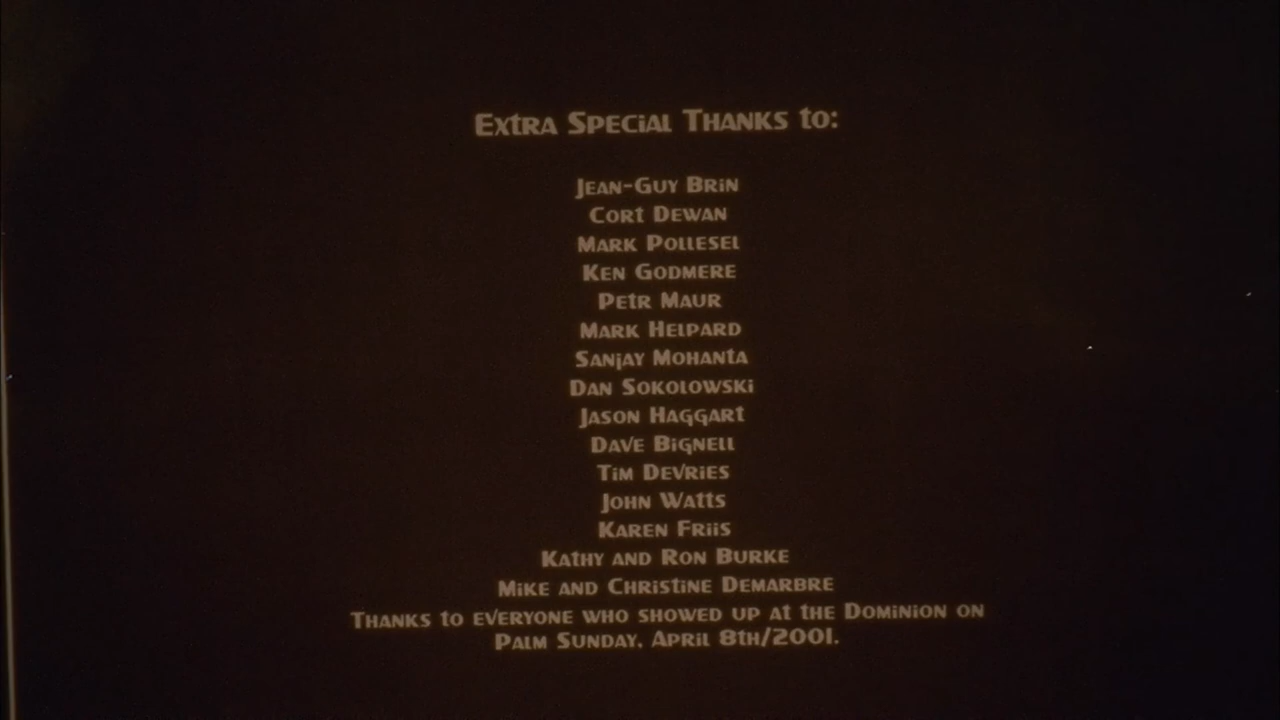 Extra Special Thanks to:
Jean-Guy Brin
Cort Dewan
Mark Pollesel
Ken Godmere
Petr Maur
Mark Helpard
Sanjay Mohanta
Dan Sokolowski
Jason Haggart
Dave Bignell
Tim DeVries
John Watts
Karen Friis
Kathy and Ron Burke
Mike and Christine Demarbre
Thanks to everyone who showed up at the Dominion on
Palm Sunday, April 8th/2001.